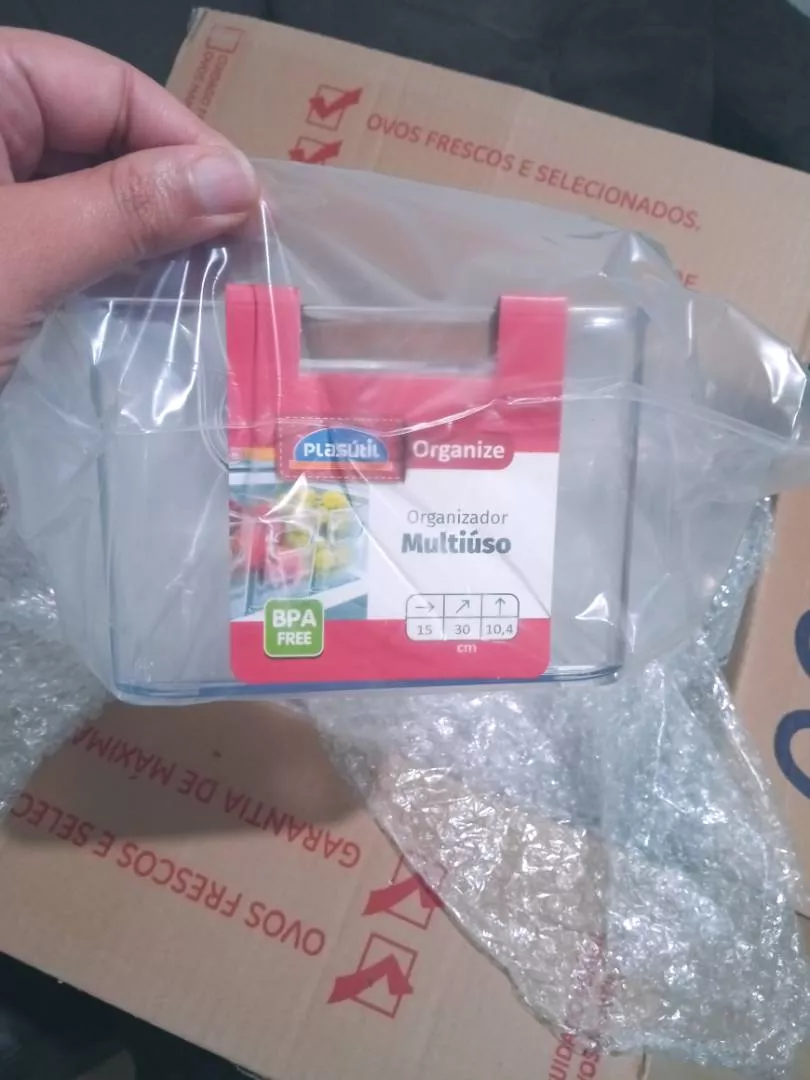 OVOS FRESCOS E SELECIONADOS.
DE
Plasútil
Organize
Organizador
Multiúso
BPA
FREE
15 30 10,4
cm
GARANTIA DE MÁXIMA
OVOS FRESCOS E SELEC